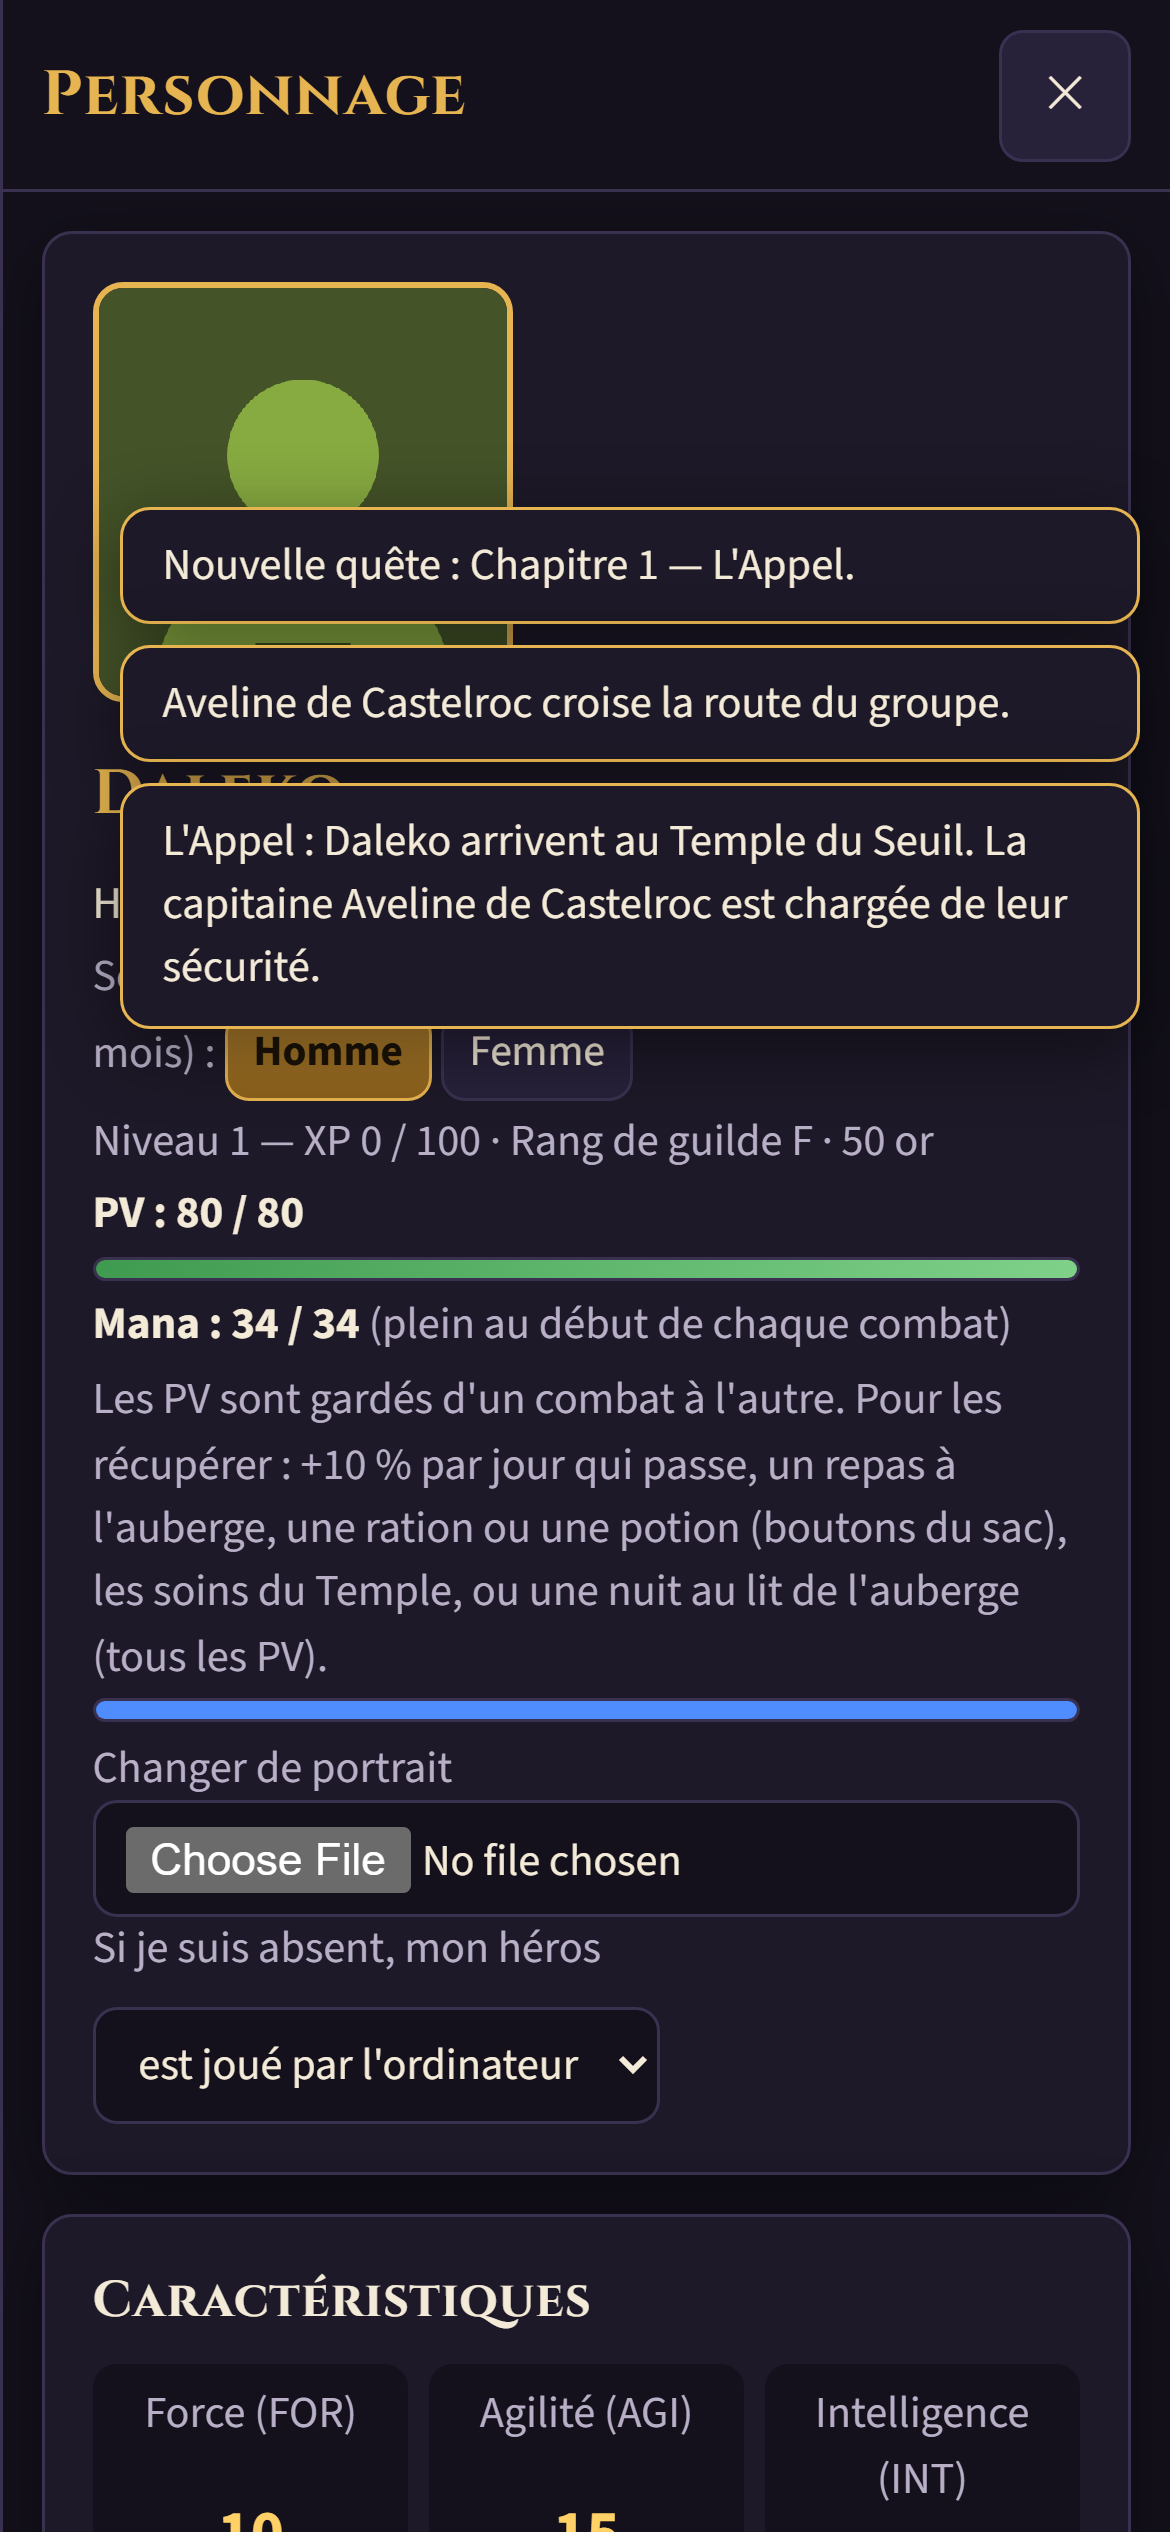 Personnage
Nouvelle quête : Chapitre 1 — L'Appel.
Aveline de Castelroc croise la route du groupe.
L'Appel : Daleko arrivent au Temple du Seuil. La
capitaine Aveline de Castelroc est chargée de leur
sécurité.
mois) : Homme Femme
Niveau 1 — XP 0 / 100 · Rang de guilde F · 50 or
PV : 80 / 80
Mana : 34 / 34 (plein au début de chaque combat)
Les PV sont gardés d'un combat à l'autre. Pour les
récupérer : +10 % par jour qui passe, un repas à
l'auberge, une ration ou une potion (boutons du sac),
les soins du Temple, ou une nuit au lit de l'auberge
(tous les PV).
Changer de portrait
Choose File No file chosen
Si je suis absent, mon héros
est joué par l'ordinateur
Caractéristiques
Force (FOR) Agilité (AGI) Intelligence
(INT)
10 15